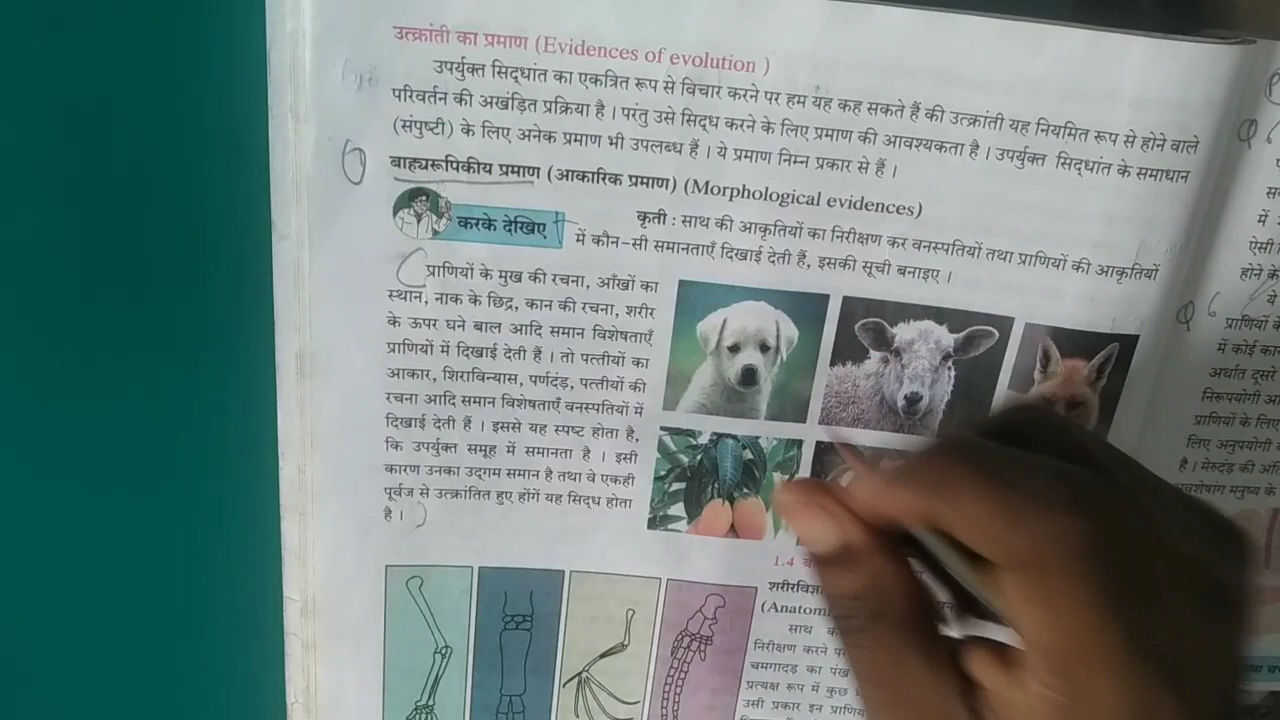 उत्क्रांती का प्रमाण (Evidences of evolution )
उपर्युक्त सिद्धांत का एकत्रित रूप से विचार करने पर हम यह कह सकते हैं की उत्क्रांती यह नियमित रूप से होने वाले
परिवर्तन की अखंडित प्रक्रिया है । परंतु उसे सिद्ध करने के लिए प्रमाण की आवश्यकता है । उपर्युक्त सिद्धांत के समाधान
(संपुष्टी) के लिए अनेक प्रमाण भी उपलब्ध हैं । ये प्रमाण निम्न प्रकार से हैं ।
बाह्यरूपिकीय प्रमाण (आकारिक प्रमाण) (Morphological evidences)
करके देखिए
कृती : साथ की आकृतियों का निरीक्षण कर वनस्पतियों तथा प्राणियों की आकृतियों
में कौन-सी समानताएँ दिखाई देती हैं, इसकी सूची बनाइए ।
प्राणियों के मुख की रचना, आँखों का
स्थान, नाक के छिद्र, कान की रचना, शरीर
के ऊपर घने बाल आदि समान विशेषताएँ
प्राणियों में दिखाई देती हैं । तो पत्तीयों का
आकार, शिराविन्यास, पर्णदंड, पत्तीयों की
रचना आदि समान विशेषताएँ वनस्पतियों में
दिखाई देती हैं । इससे यह स्पष्ट होता है,
कि उपर्युक्त समूह में समानता है । इसी
कारण उनका उद्गम समान है तथा वे एकही
पूर्वज से उत्क्रांतित हुए होंगें यह सिद्ध होता
है ।
1.4
शरीरविज्ञा
(Anatom
साथ
निरीक्षण करने पर
चमगादड़ का पंख
प्रत्यक्ष रूप में कुछ
उसी प्रकार इन प्राणिय
Q
में
ऐसी
होने के
ये
Q 6
प्राणियों के
में कोई का
अर्थात दूसरे
निरूपयोगी अ
प्राणियों के लिए
लिए अनुपयोगी
है । मेरुदंड की अं
अवशेषांग मनुष्य के